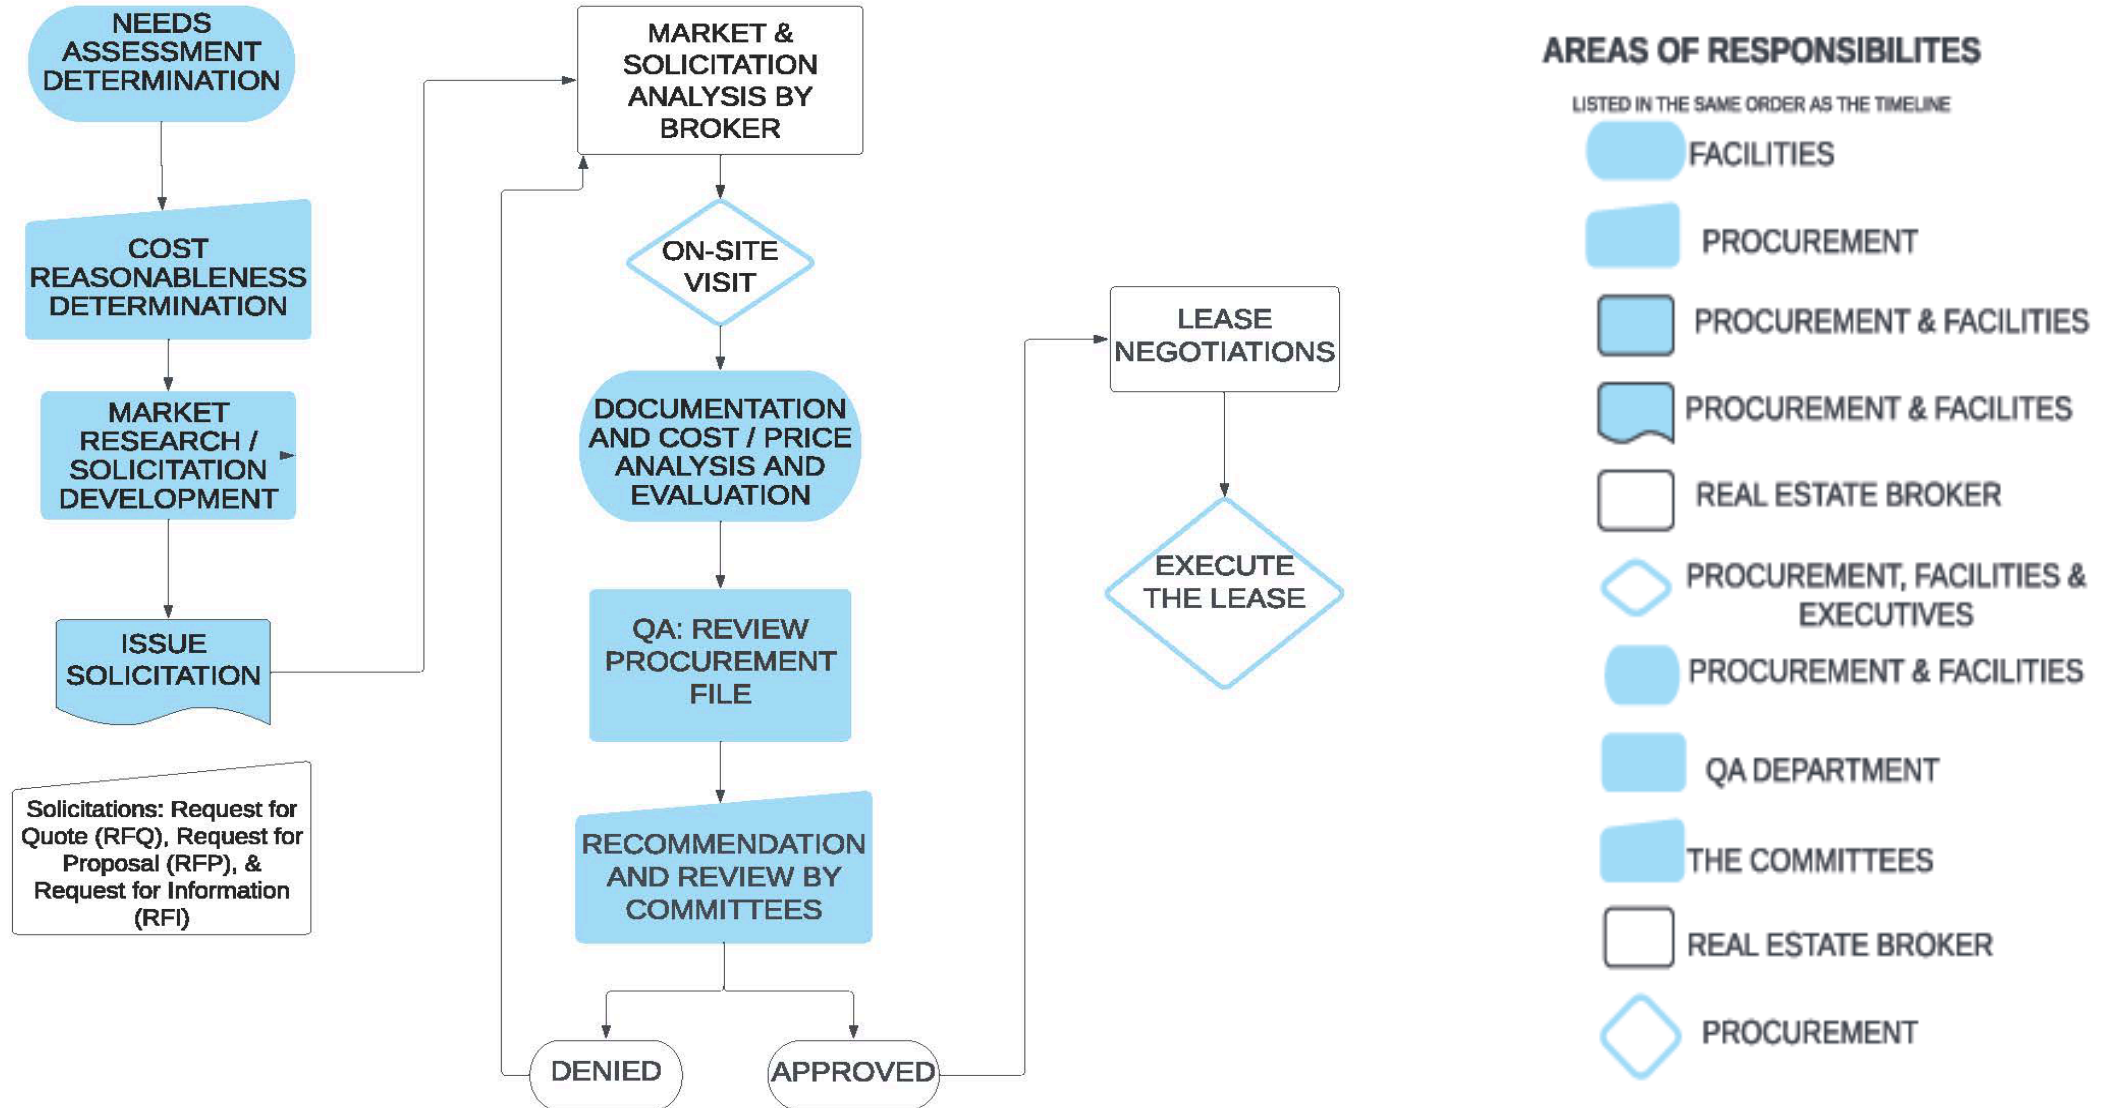 NEEDS
ASSESSMENT
DETERMINATION
COST
REASONABLENESS
DETERMINATION
MARKET
RESEARCH /
SOLICITATION
DEVELOPMENT
ISSUE
SOLICITATION
Solicitations: Request for
Quote (RFQ), Request for
Proposal (RFP), &
Request for Information
(RFI)
MARKET &
SOLICITATION
ANALYSIS BY
BROKER
ON-SITE
VISIT
DOCUMENTATION
AND COST / PRICE
ANALYSIS AND
EVALUATION
QA: REVIEW
PROCUREMENT
FILE
RECOMMENDATION
AND REVIEW BY
COMMITTEES
DENIED
APPROVED
LEASE
NEGOTIATIONS
EXECUTE
THE LEASE
AREAS OF RESPONSIBILITES
LISTED IN THE SAME ORDER AS THE TIMELINE
FACILITIES
PROCUREMENT
PROCUREMENT & FACILITIES
PROCUREMENT & FACILITES
REAL ESTATE BROKER
PROCUREMENT, FACILITIES &
EXECUTIVES
PROCUREMENT & FACILITIES
QA DEPARTMENT
THE COMMITTEES
REAL ESTATE BROKER
PROCUREMENT